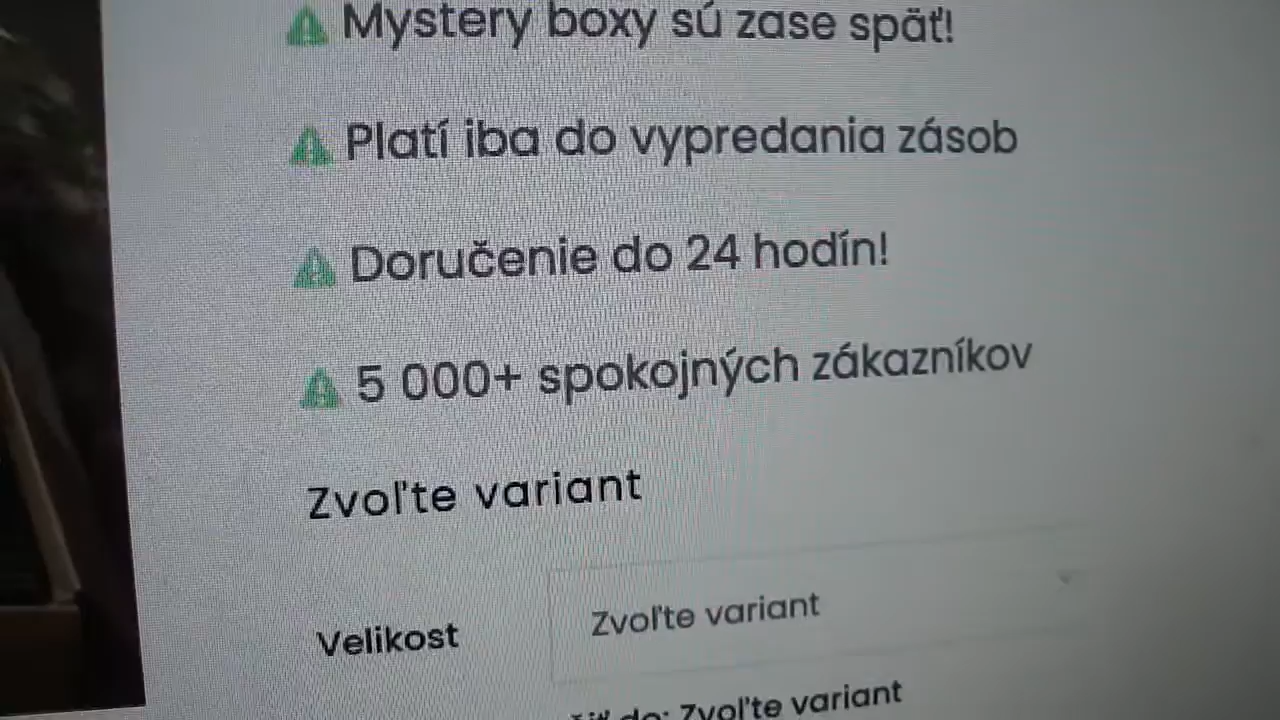 Mystery boxy sú zase späť!
Platí iba do vypredania zásob
Doručenie do 24 hodín!
5 000+ spokojných zákazníkov
Zvoľte variant
Velikost
Zvoľte variant
do: Zvoľte variant